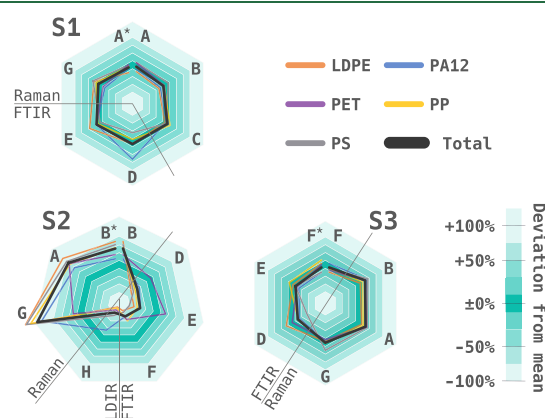 S1
A* A
B
C
D
E
G
Raman
FTIR
LDPE
PET
PS
PA12
PP
Total
S2
B* B
D
E
F
H
G
A
Raman
LDIR
FTIR
S3
F* F
B
A
G
D
E
FTIR
Raman
+100%
+50%
±0%
-50%
-100%
Deviation from mean